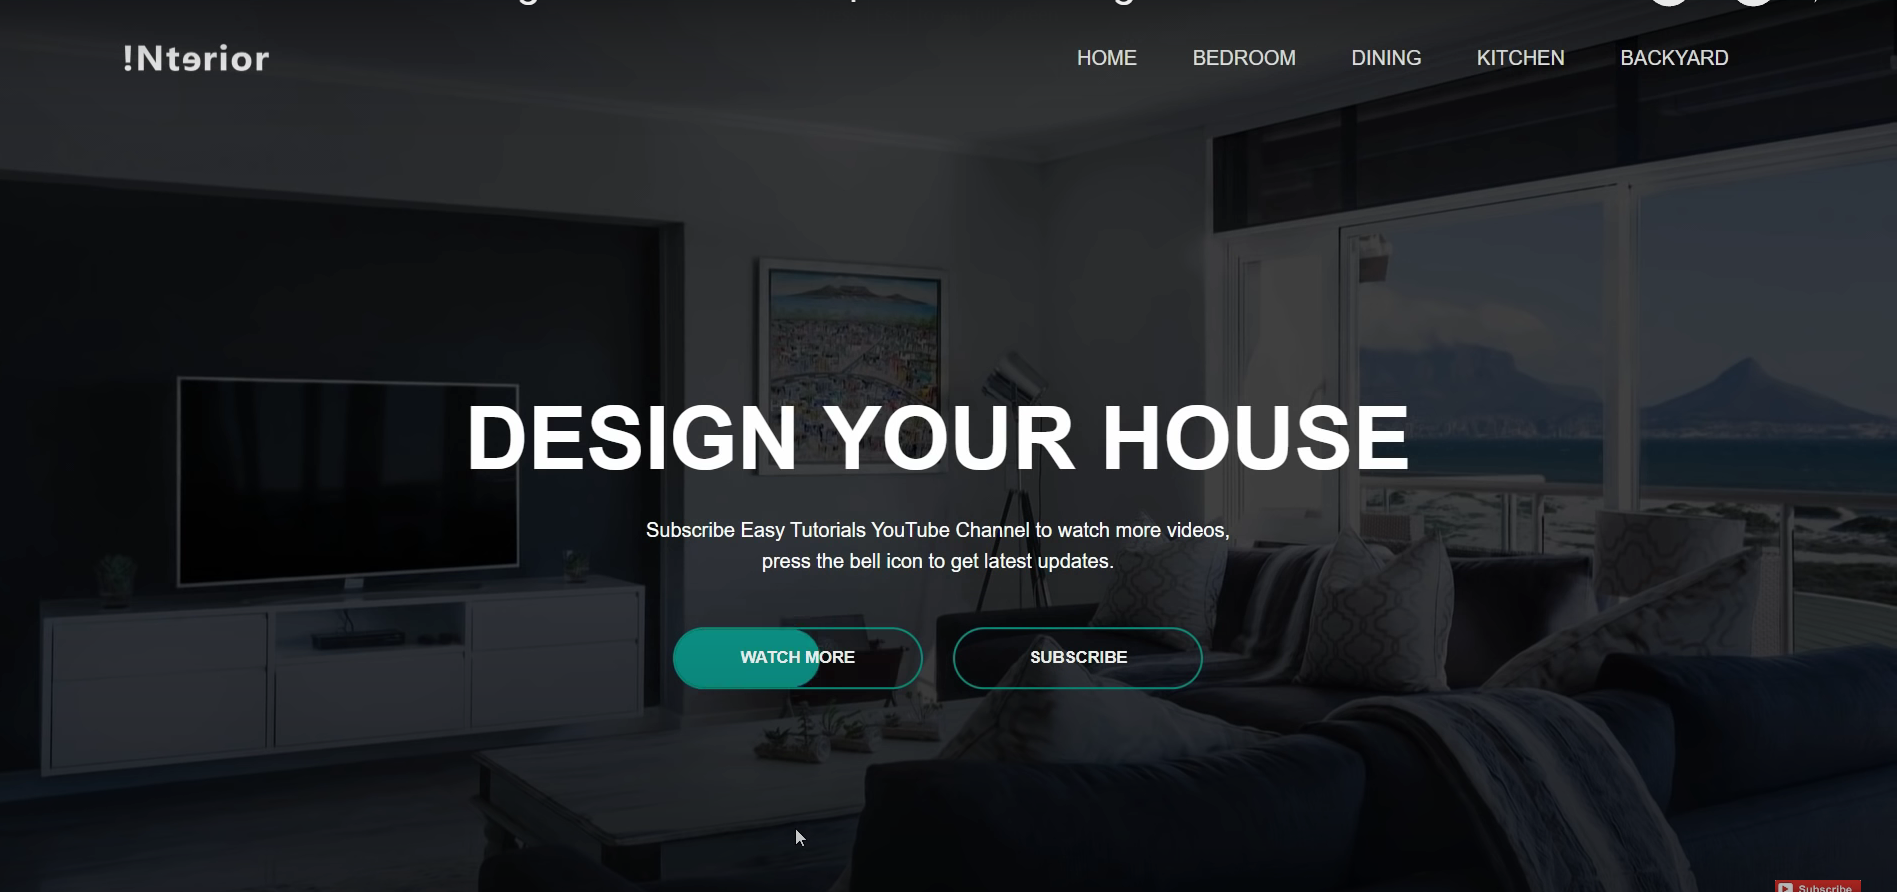 !Ntɘrior
HOME BEDROOM DINING KITCHEN BACKYARD
DESIGN YOUR HOUSE
Subscribe Easy Tutorials YouTube Channel to watch more videos,
press the bell icon to get latest updates.
WATCH MORE SUBSCRIBE
Subscribe